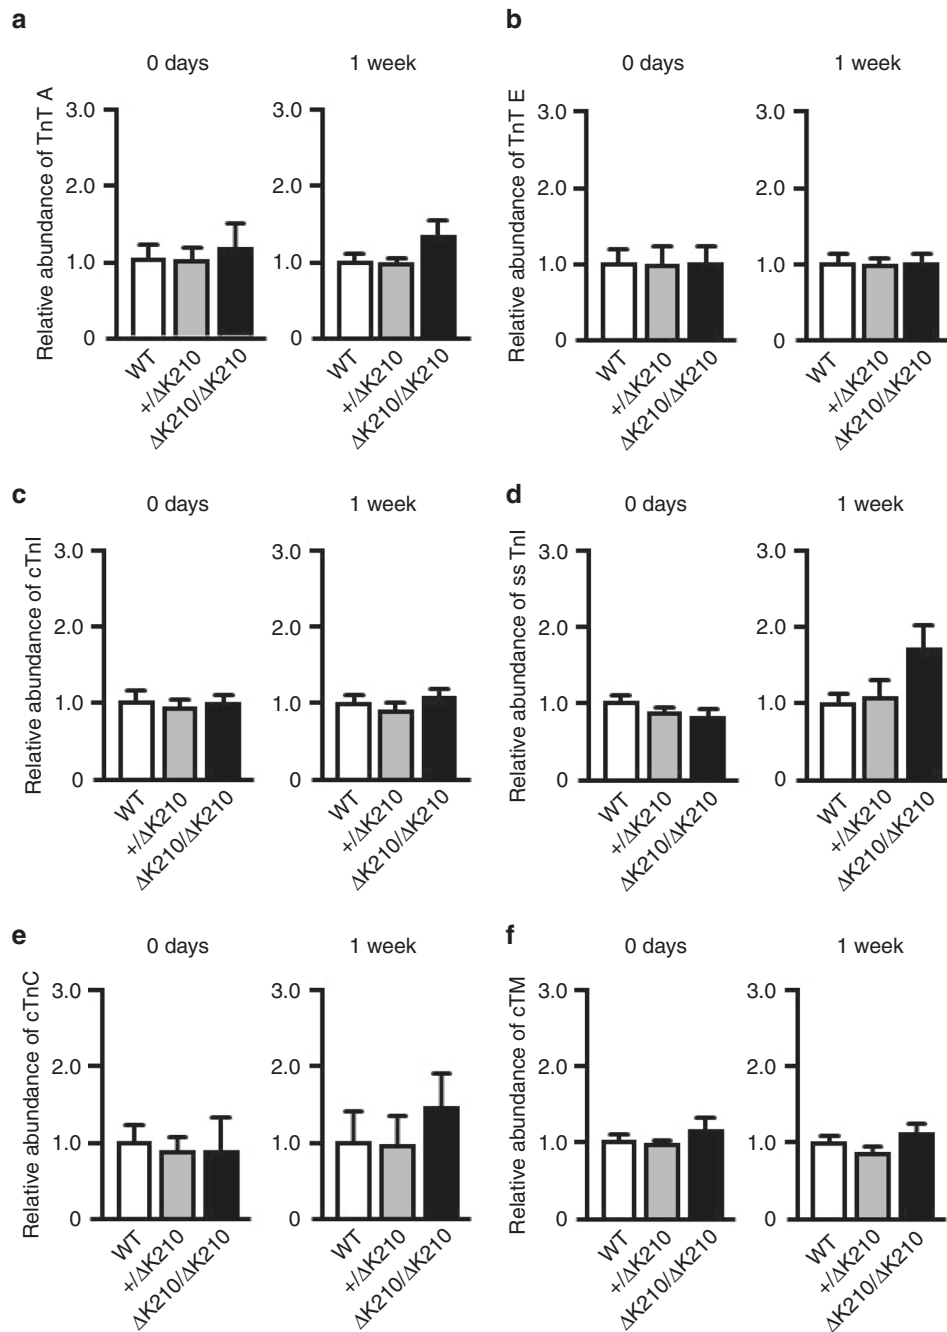 a
0 days
1 week
Relative abundance of TnT A
3.0
2.0
1.0
0
WT
+/ΔK210
ΔK210/ΔK210
3.0
2.0
1.0
0
WT
+/ΔK210
ΔK210/ΔK210
b
0 days
1 week
Relative abundance of TnT E
3.0
2.0
1.0
0
WT
+/ΔK210
ΔK210/ΔK210
3.0
2.0
1.0
0
WT
+/ΔK210
ΔK210/ΔK210
c
0 days
1 week
Relative abundance of cTnI
3.0
2.0
1.0
0
WT
+/ΔK210
ΔK210/ΔK210
3.0
2.0
1.0
0
WT
+/ΔK210
ΔK210/ΔK210
d
0 days
1 week
Relative abundance of ss TnI
3.0
2.0
1.0
0
WT
+/ΔK210
ΔK210/ΔK210
3.0
2.0
1.0
0
WT
+/ΔK210
ΔK210/ΔK210
e
0 days
1 week
Relative abundance of cTnC
3.0
2.0
1.0
0
WT
+/ΔK210
ΔK210/ΔK210
3.0
2.0
1.0
0
WT
+/ΔK210
ΔK210/ΔK210
f
0 days
1 week
Relative abundance of cTM
3.0
2.0
1.0
0
WT
+/ΔK210
ΔK210/ΔK210
3.0
2.0
1.0
0
WT
+/ΔK210
ΔK210/ΔK210